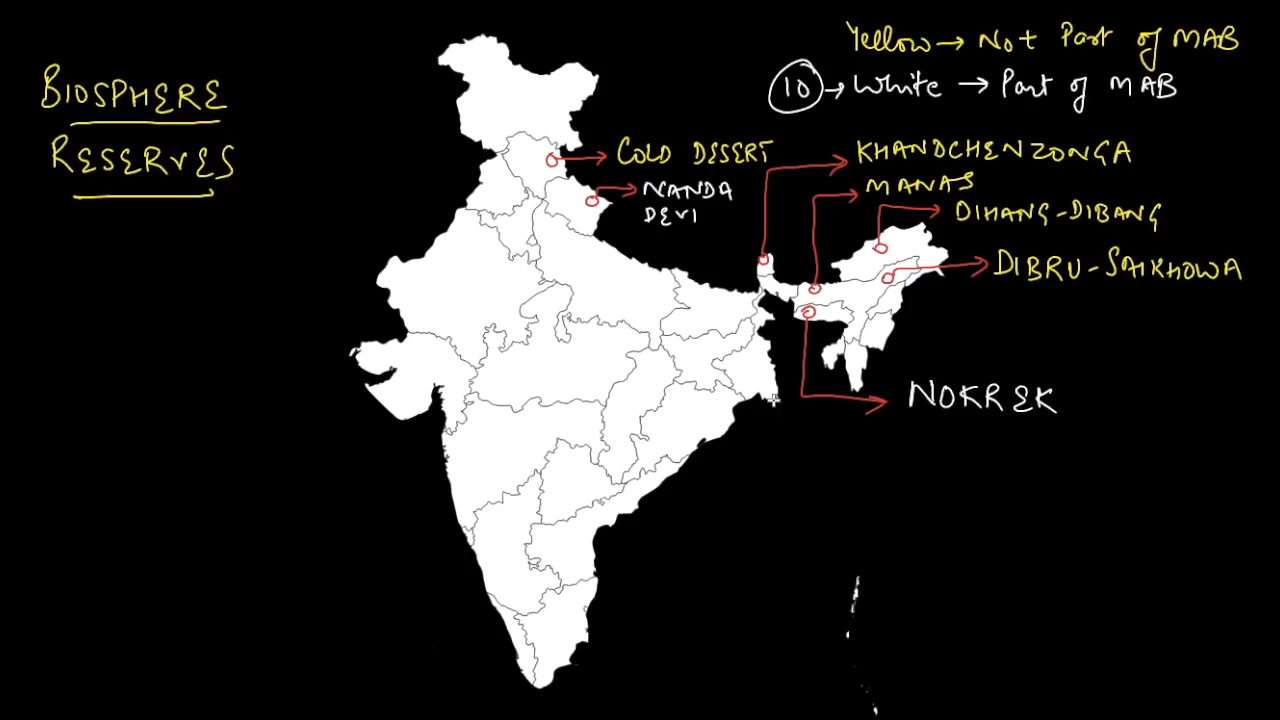 Yellow → Not Part of MAB
10 → White → Part of MAB
BIOSPHERE
RESERVES
COLD DESERT
NANDA
DEVI
KHANDCHENZONGA
MANAS
DIHANG-DIBANG
DIBRU-SAIKHOWA
NOKREK